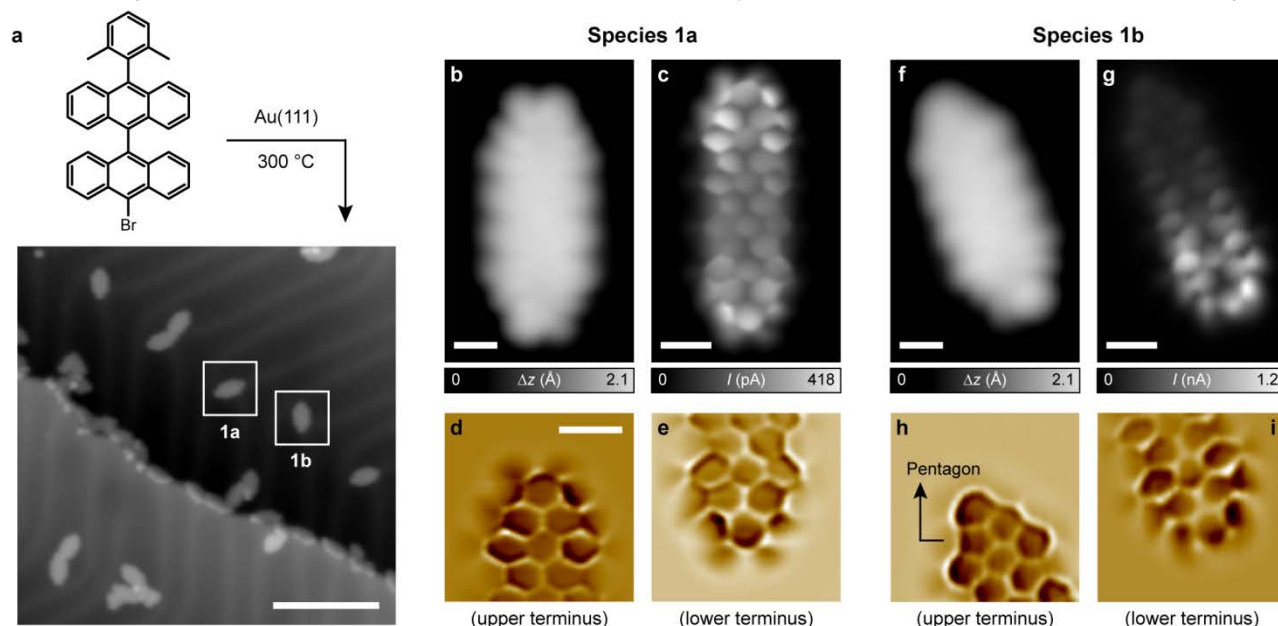 Species 1a
Species 1b
a
Br
Au(111)
300 °C
1a
1b
b
c
f
g
0 Δz (Å) 2.1
0 I (pA) 418
0 Δz (Å) 2.1
0 I (nA) 1.2
d
e
h
i
Pentagon
(upper terminus)
(lower terminus)
(upper terminus)
(lower terminus)